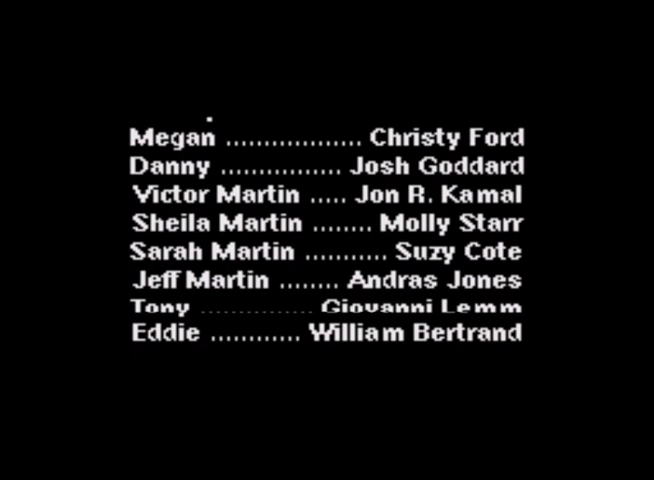 Megan .................. Christy Ford
Danny ................ Josh Goddard
Victor Martin ..... Jon R. Kamal
Sheila Martin ........ Molly Starr
Sarah Martin ........... Suzy Cote
Jeff Martin ........ Andras Jones
Tony ............... Giovanni Lemm
Eddie ............ William Bertrand